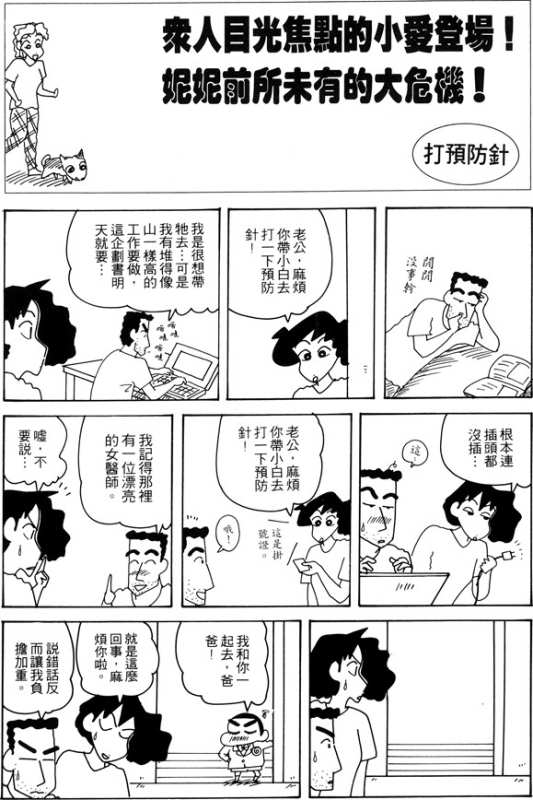 眾人目光焦點的小愛登場！
妮妮前所未有的大危機！
打預防針
閒閒
沒事幹
老公，麻煩
你帶小白去
打一下預防
針！
我是很想帶
牠去…可是
我有堆得像
山一樣高的
工作要做，
這企劃書明
天就要…
喀噠
喀噠
喀噠
根本連
插頭都
沒插…
這…
老公，麻煩
你帶小白去
打一下預防
針！
這是掛
號證。
哦！
我記得那裡
有一位漂亮
的女醫師。
噓，不
要說…
我和你一
起去，爸
爸！
就是這麼
回事，麻
煩你啦。
說錯話反
而讓我負
擔加重。